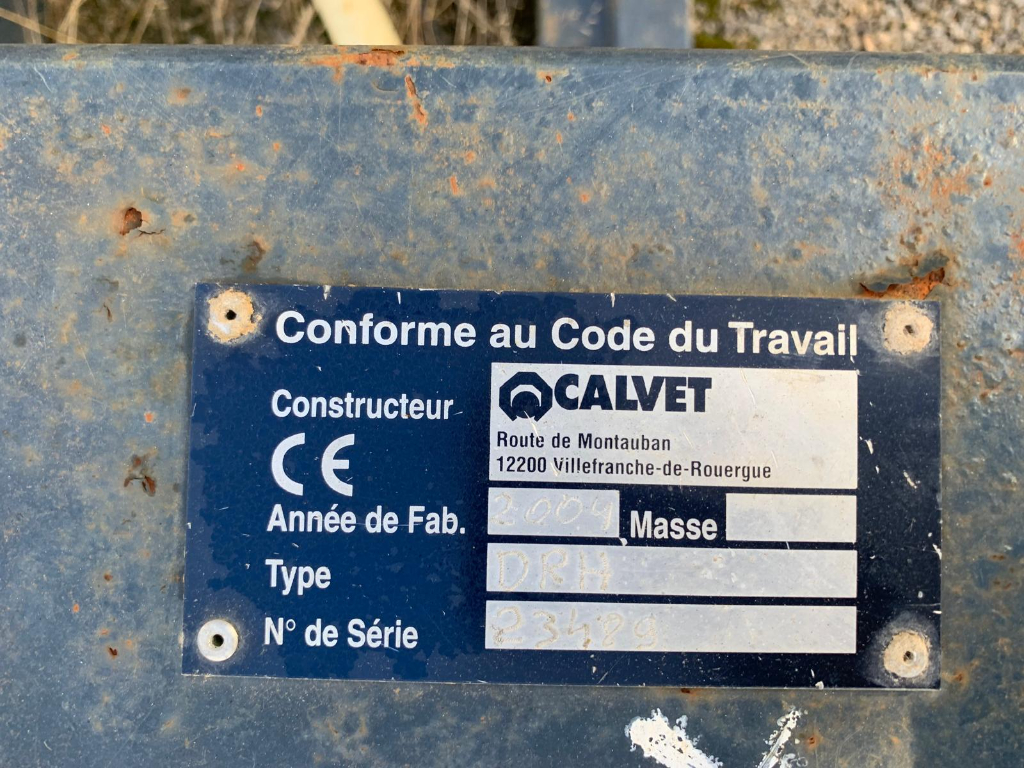 Conforme au Code du Travail
Constructeur CALVET
Route de Montauban
12200 Villefranche-de-Rouergue
CE
Année de Fab. 2004 Masse
Type DRH
N° de Série 23429